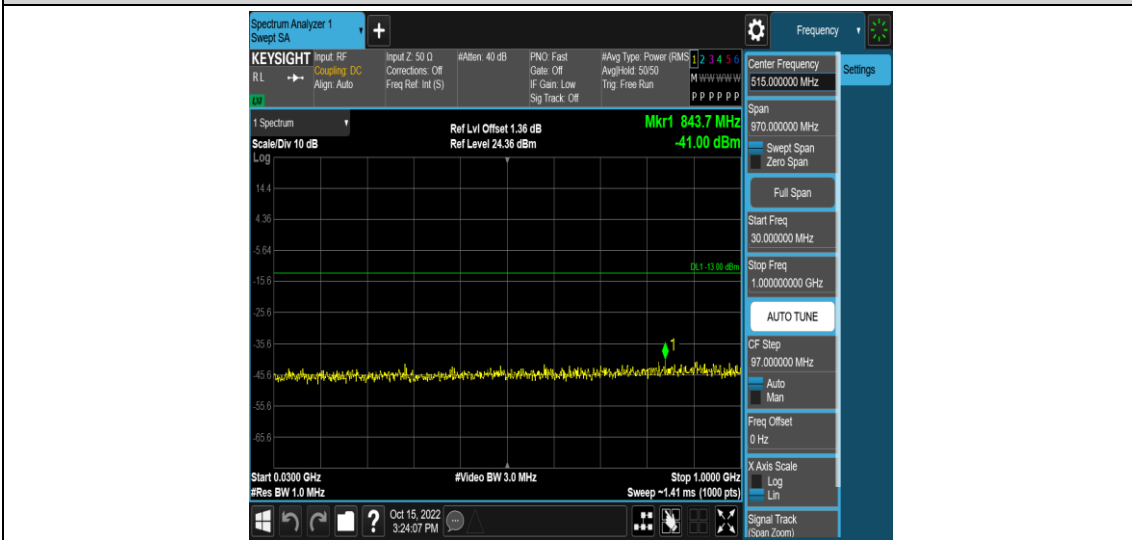 Spectrum Analyzer 1
Swept SA
+
Frequency
KEYSIGHT
RL
LXI
Input: RF
Coupling: DC
Align: Auto
Input Z: 50 Ω
Corrections: Off
Freq Ref: Int (S)
#Atten: 40 dB
PNO: Fast
Gate: Off
IF Gain: Low
Sig Track: Off
#Avg Type: Power (RMS
Avg|Hold: 50/50
Trig: Free Run
1 2 3 4 5 6
M W W W W W
P P P P P P
1 Spectrum
Scale/Div 10 dB
Log
Ref Lvl Offset 1.36 dB
Ref Level 24.36 dBm
Mkr1 843.7 MHz
-41.00 dBm
14.4
4.36
-5.64
-15.6
-25.6
-35.6
-45.6
-55.6
-65.6
DL1 -13.00 dBm
1
Start 0.0300 GHz
#Res BW 1.0 MHz
#Video BW 3.0 MHz
Stop 1.0000 GHz
Sweep ~1.41 ms (1000 pts)
?
Oct 15, 2022
3:24:07 PM
Center Frequency
515.000000 MHz
Settings
Span
970.000000 MHz
Swept Span
Zero Span
Full Span
Start Freq
30.000000 MHz
Stop Freq
1.000000000 GHz
AUTO TUNE
CF Step
97.000000 MHz
Auto
Man
Freq Offset
0 Hz
X Axis Scale
Log
Lin
Signal Track
(Span Zoom)